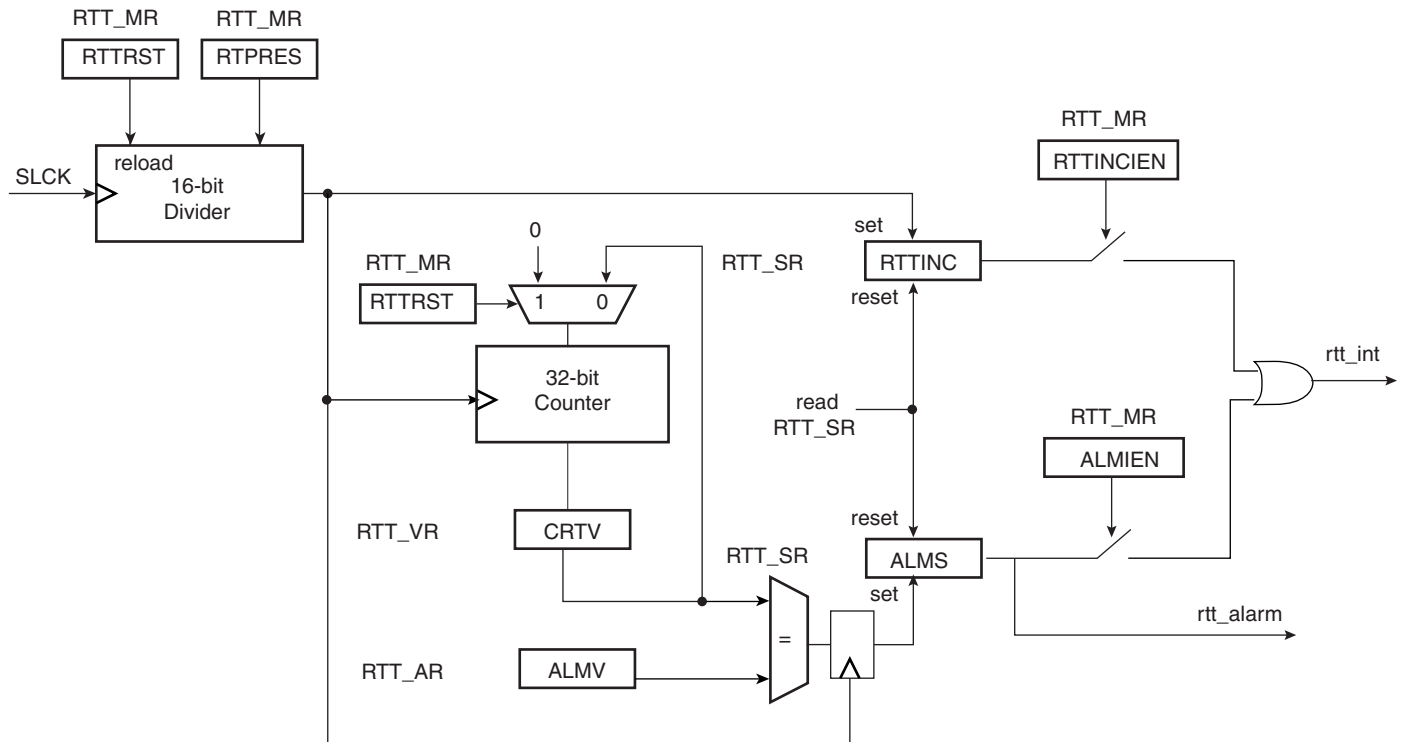 RTT_MR
RTTRST
RTT_MR
RTPRES
reload
16-bit
Divider
SLCK
0
RTT_MR
RTTRST
1 0
RTT_SR
32-bit
Counter
RTT_VR
CRTV
RTT_AR
ALMV
RTT_SR
=
set
RTTINC
reset
read
RTT_SR
reset
ALMS
set
RTT_MR
RTTINCIEN
RTT_MR
ALMIEN
rtt_int
rtt_alarm